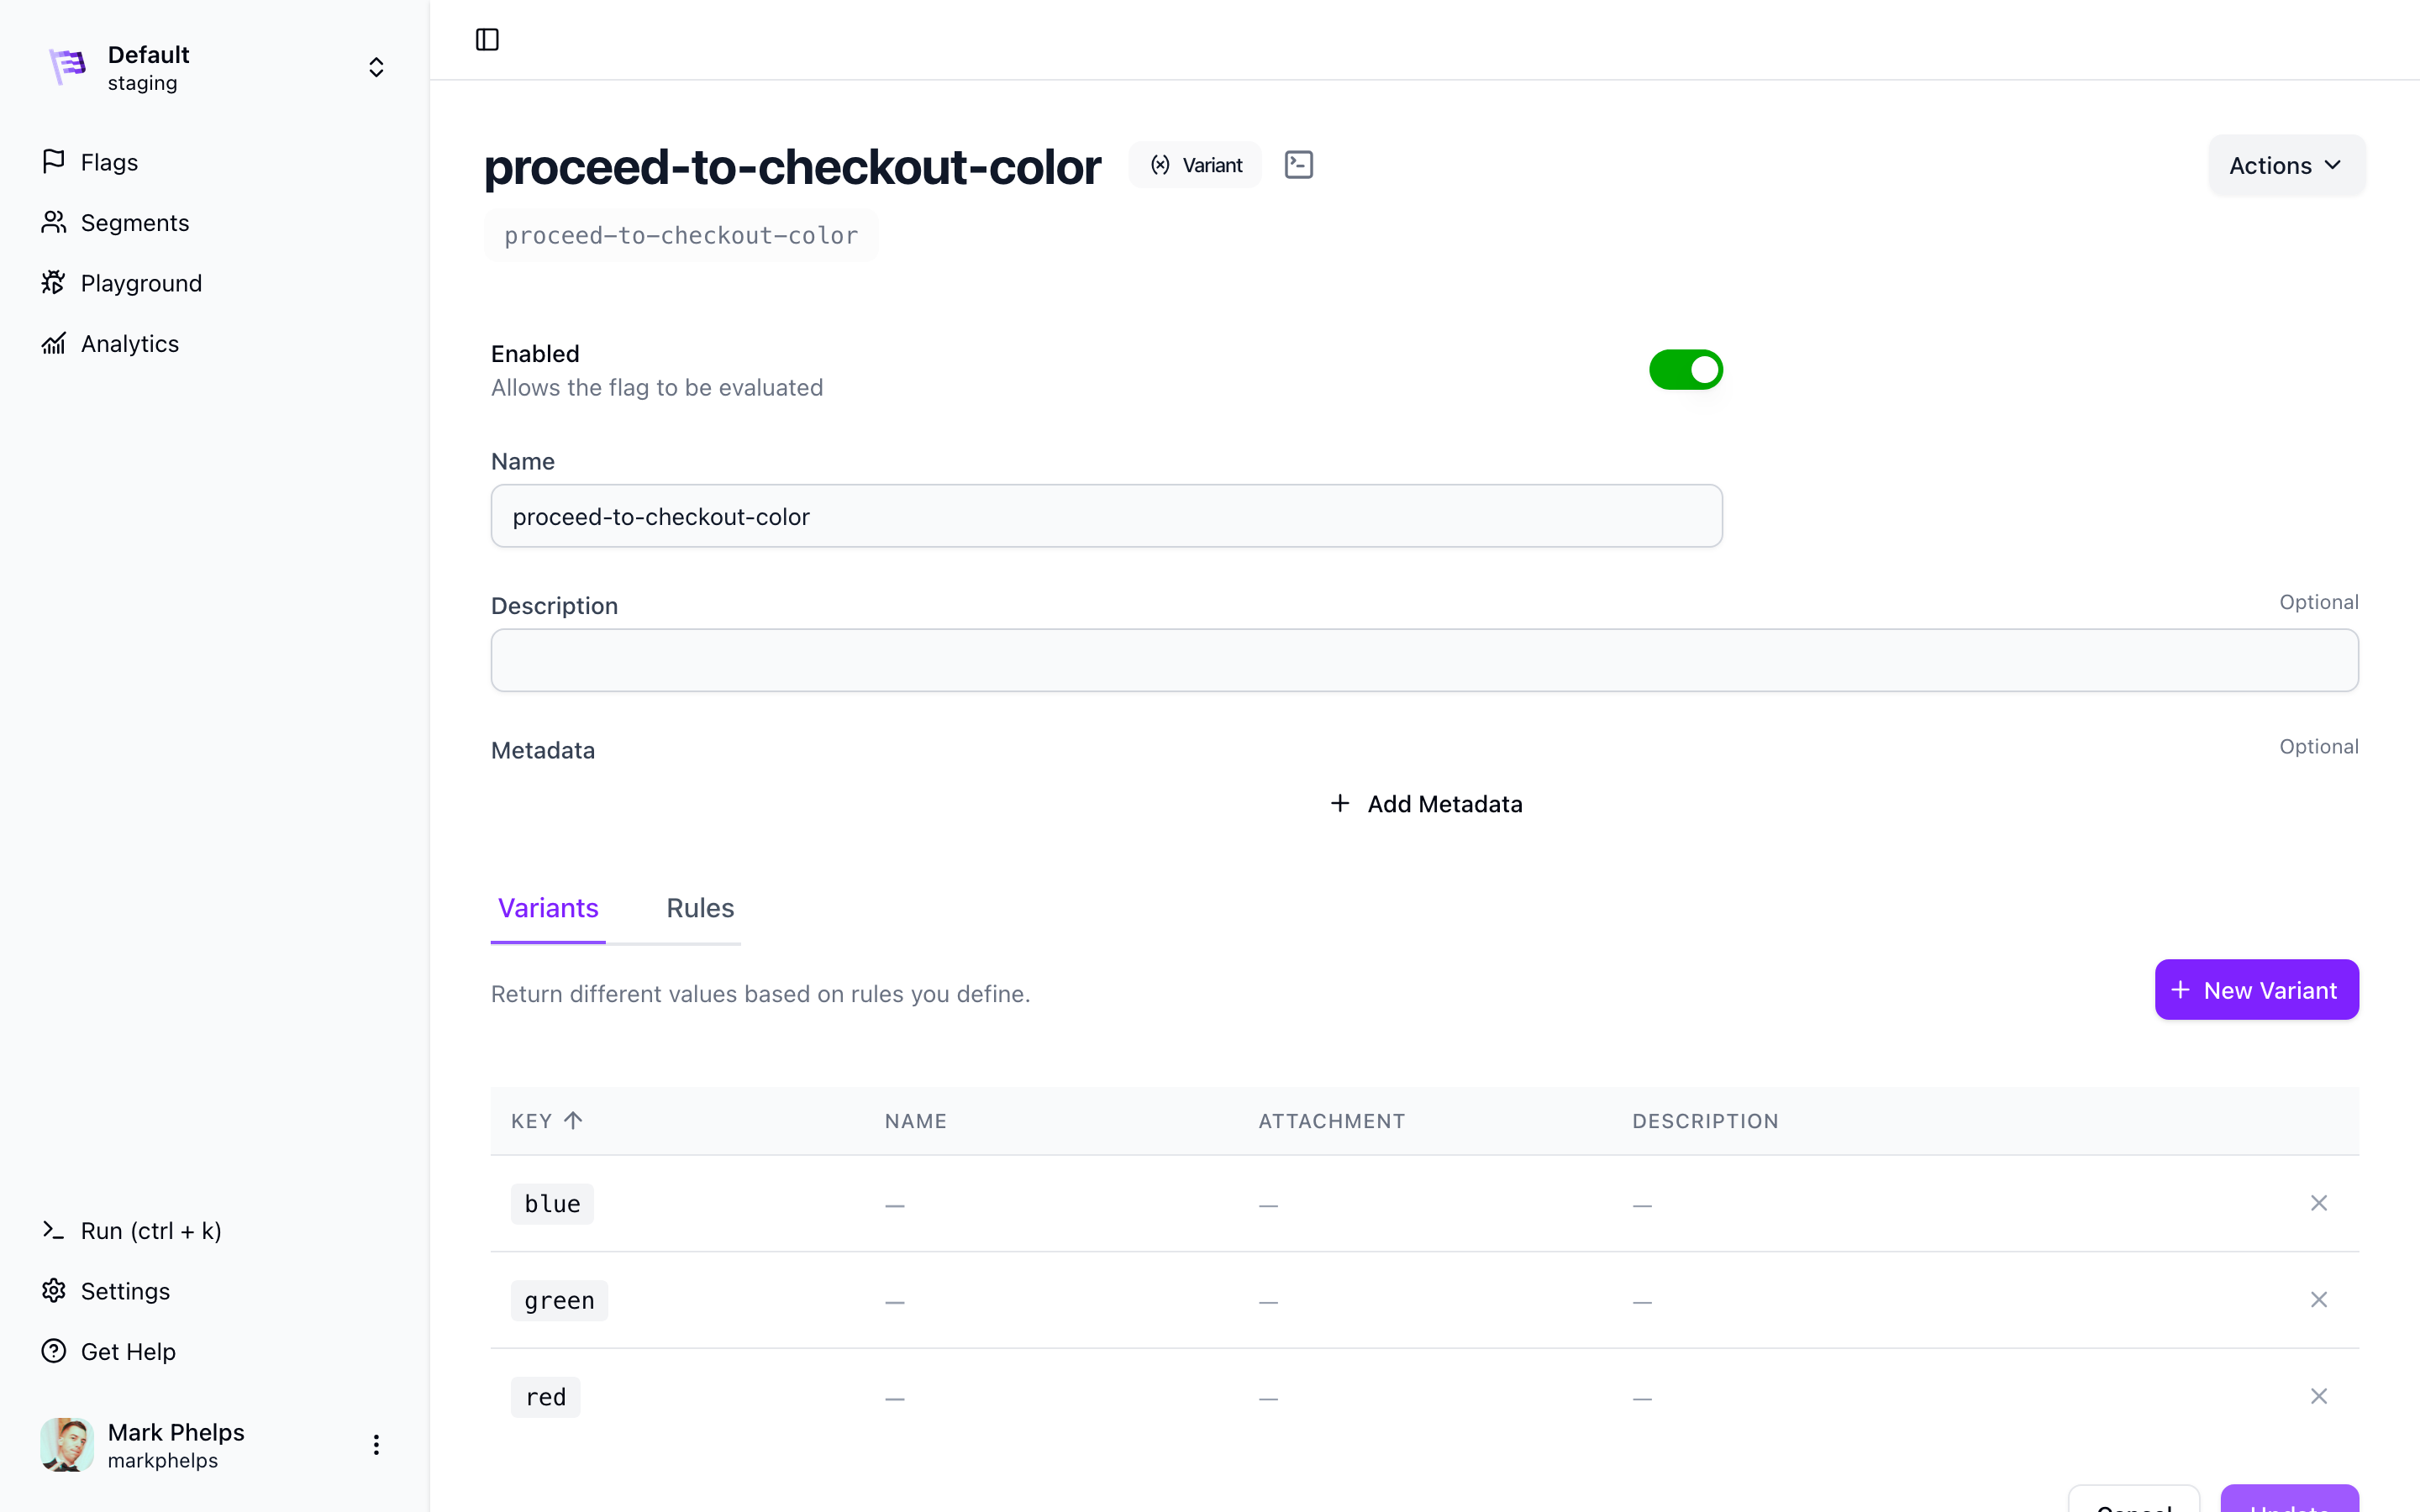 Default
staging
Flags
Segments
Playground
Analytics
Run (ctrl + k)
Settings
Get Help
Mark Phelps
markphelps
proceed-to-checkout-color
Variant
Actions
proceed-to-checkout-color
Enabled
Allows the flag to be evaluated
Name
proceed-to-checkout-color
Description
Optional
Metadata
Optional
+ Add Metadata
Variants
Rules
Return different values based on rules you define.
+ New Variant
KEY ↑ NAME ATTACHMENT DESCRIPTION
blue — — —
green — — —
red — — —
Cancel
Update